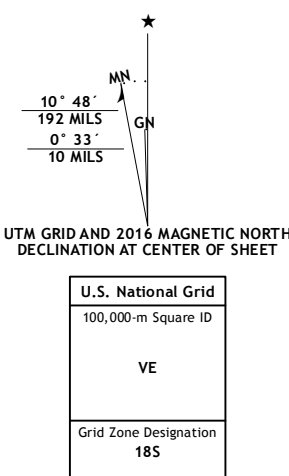 ★
MN
10° 48´
192 MILS
GN
0° 33´
10 MILS
UTM GRID AND 2016 MAGNETIC NORTH
DECLINATION AT CENTER OF SHEET
U.S. National Grid
100,000-m Square ID
VE
Grid Zone Designation
18S